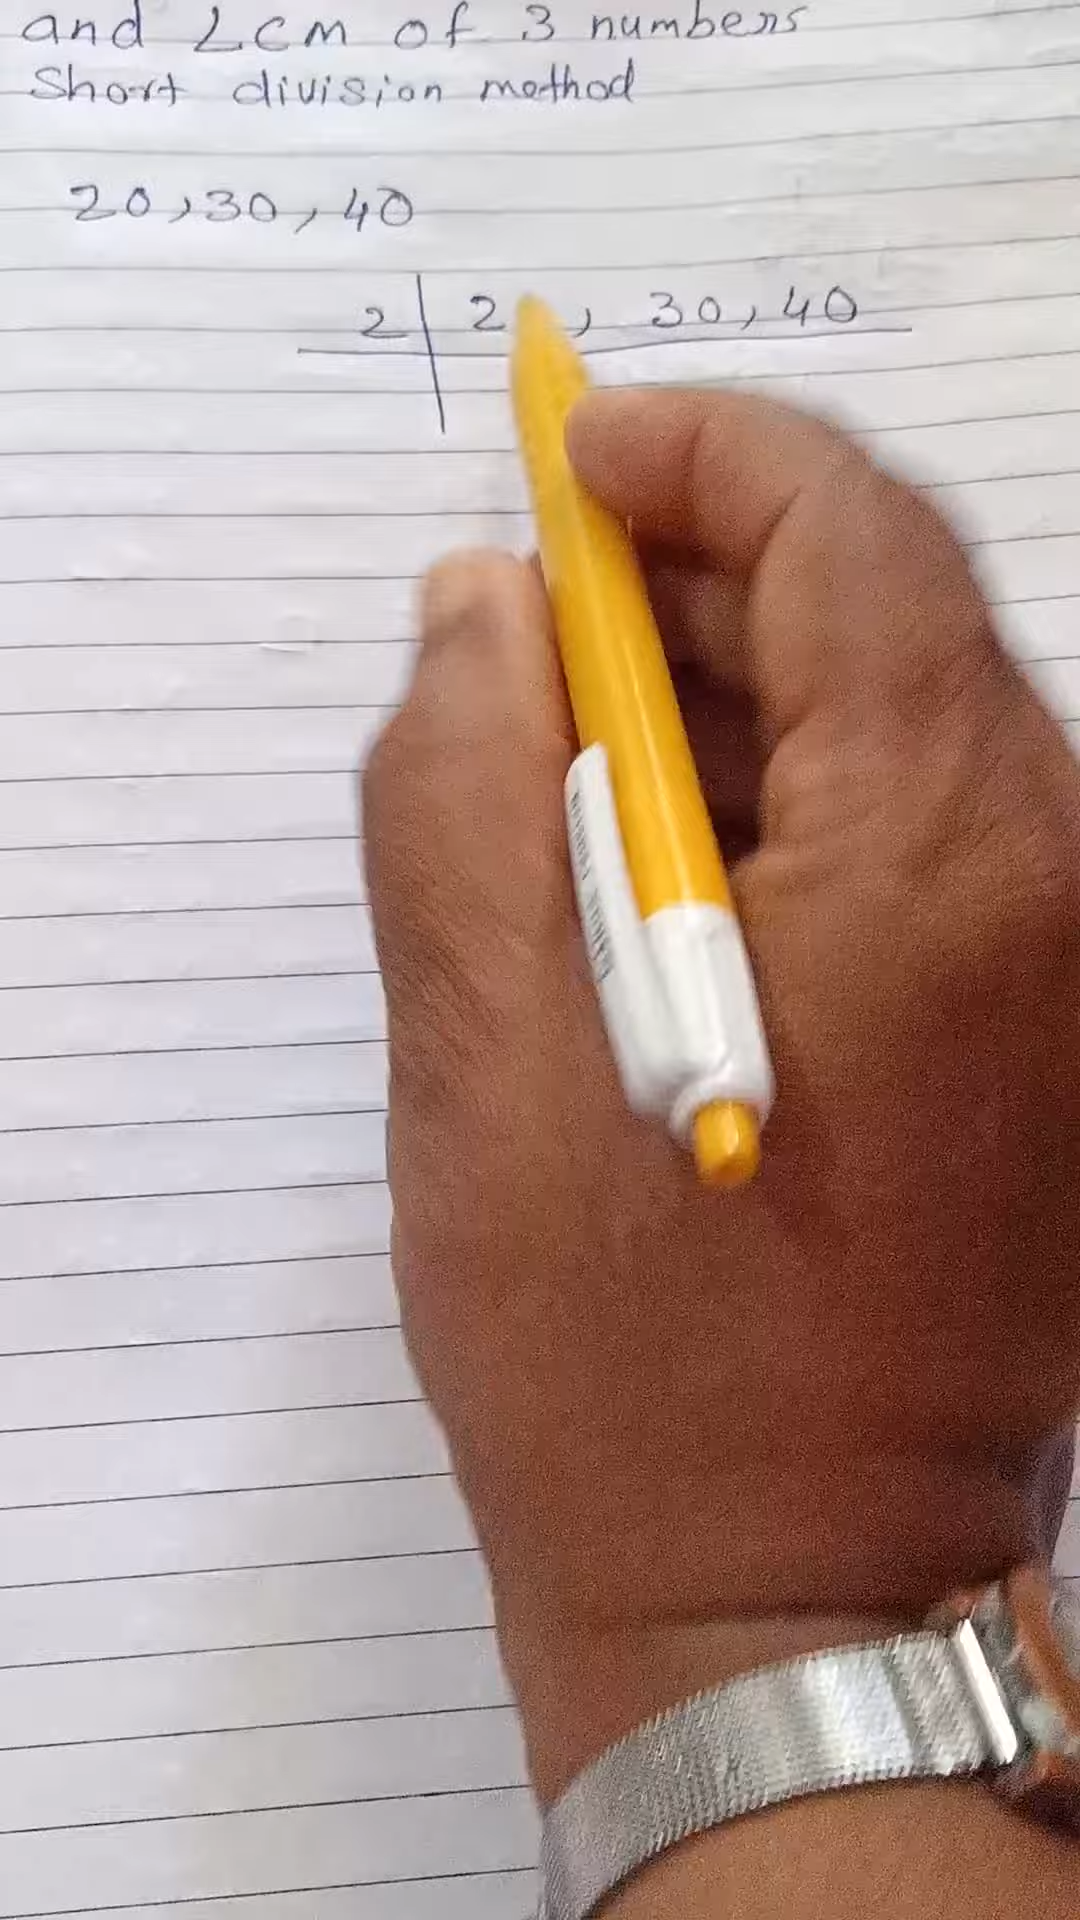 and LCM of 3 numbers
Short division method
20, 30, 40
2 2 , 30, 40